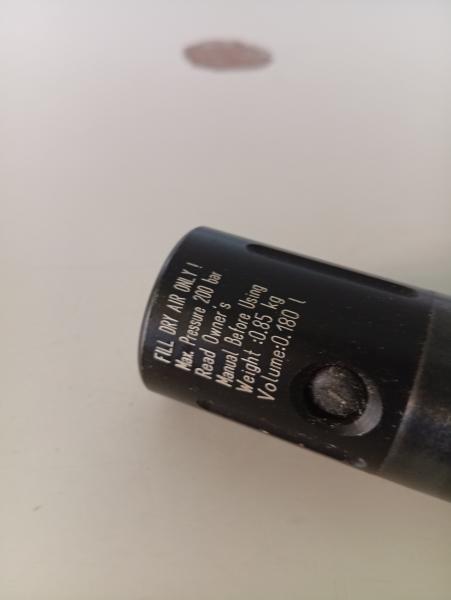 FILL DRY AIR ONLY !
Max. Pressure 200 bar
Read Owner's
Manual Before Using
Weight :0.85 kg
Volume:0.180 l